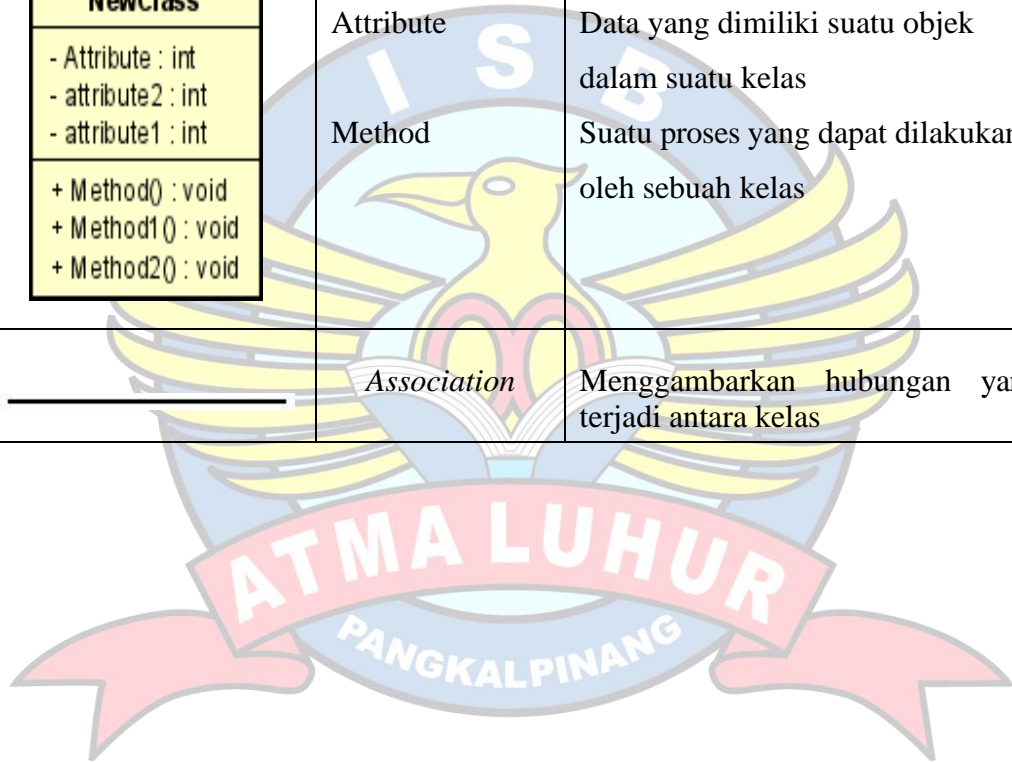 NewClass
- Attribute : int
- attribute2 : int
- attribute1 : int
+ Method() : void
+ Method1() : void
+ Method2() : void
Attribute
Data yang dimiliki suatu objek
dalam suatu kelas
Method
Suatu proses yang dapat dilakukan
oleh sebuah kelas
Association
Menggambarkan hubungan
terjadi antara kelas
I S B
ATMA LUHUR
PANGKALPINANG